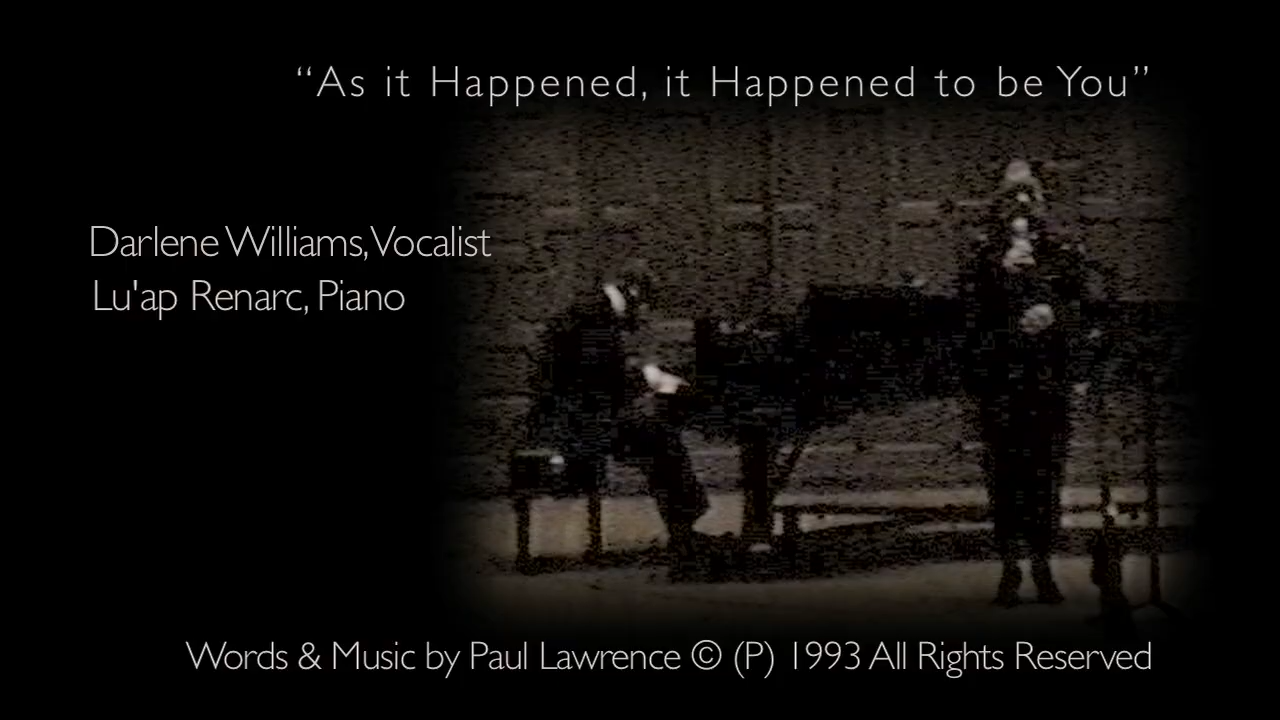 “As it Happened, it Happened to be You”
Darlene Williams, Vocalist
Lu'ap Renarc, Piano
Words & Music by Paul Lawrence © (P) 1993 All Rights Reserved